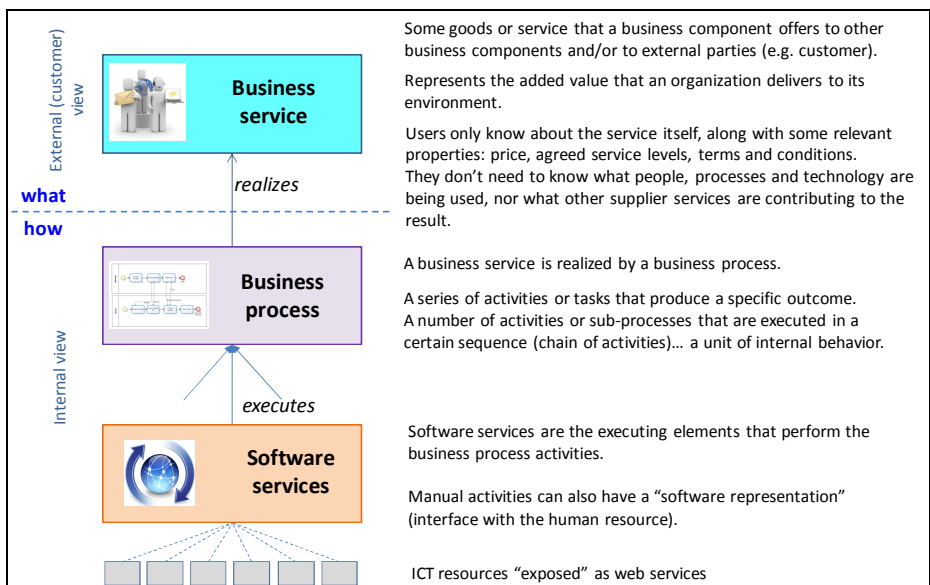 External (customer)
view
Business
service
realizes
what
how
Some goods or service that a business component offers to other
business components and/or to external parties (e.g. customer).
Represents the added value that an organization delivers to its
environment.
Users only know about the service itself, along with some relevant
properties: price, agreed service levels, terms and conditions.
They don’t need to know what people, processes and technology are
being used, nor what other supplier services are contributing to the
result.
Internal view
Business
process
executes
A business service is realized by a business process.
A series of activities or tasks that produce a specific outcome.
A number of activities or sub-processes that are executed in a
certain sequence (chain of activities)… a unit of internal behavior.
Software
services
Software services are the executing elements that perform the
business process activities.
Manual activities can also have a “software representation”
(interface with the human resource).
ICT resources “exposed” as web services